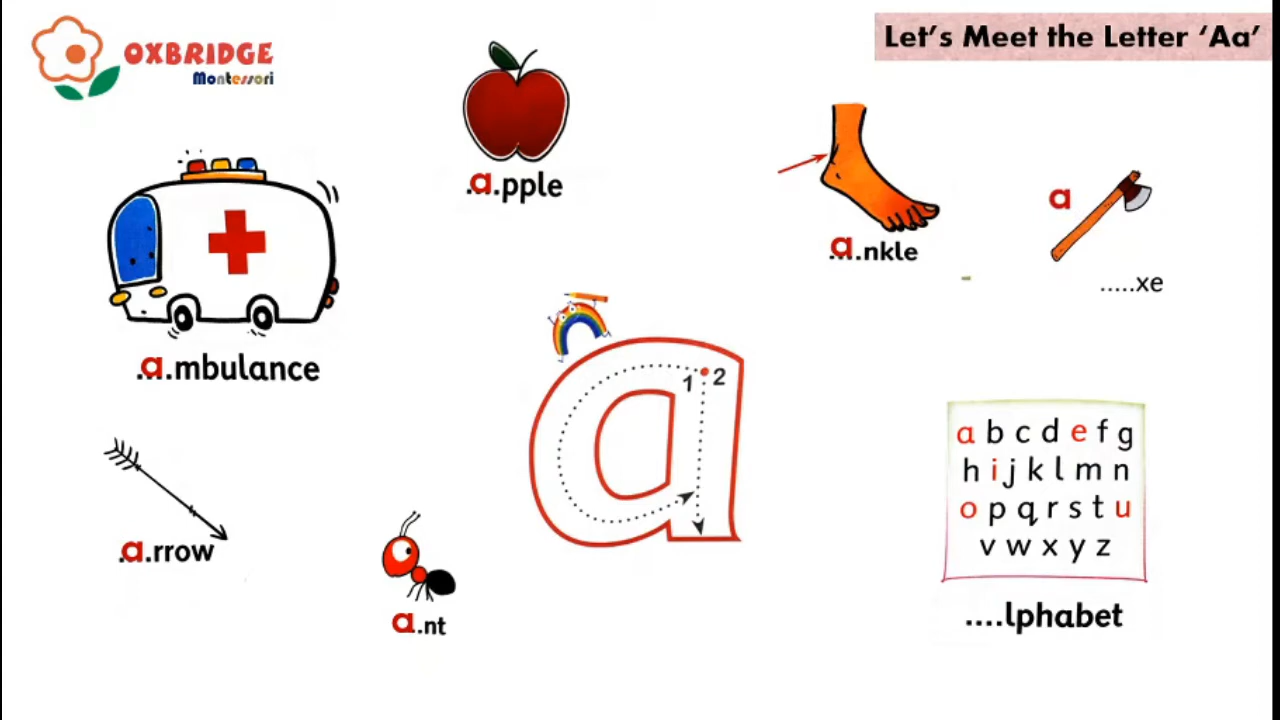 OXBRIDGE
Montessori
Let's Meet the Letter 'Aa'
.a.pple
.a.nkle
a
.....xe
.a.mbulance
1 2
a b c d e f g
h i j k l m n
o p q r s t u
v w x y z
.a.rrow
a.nt
....lphabet